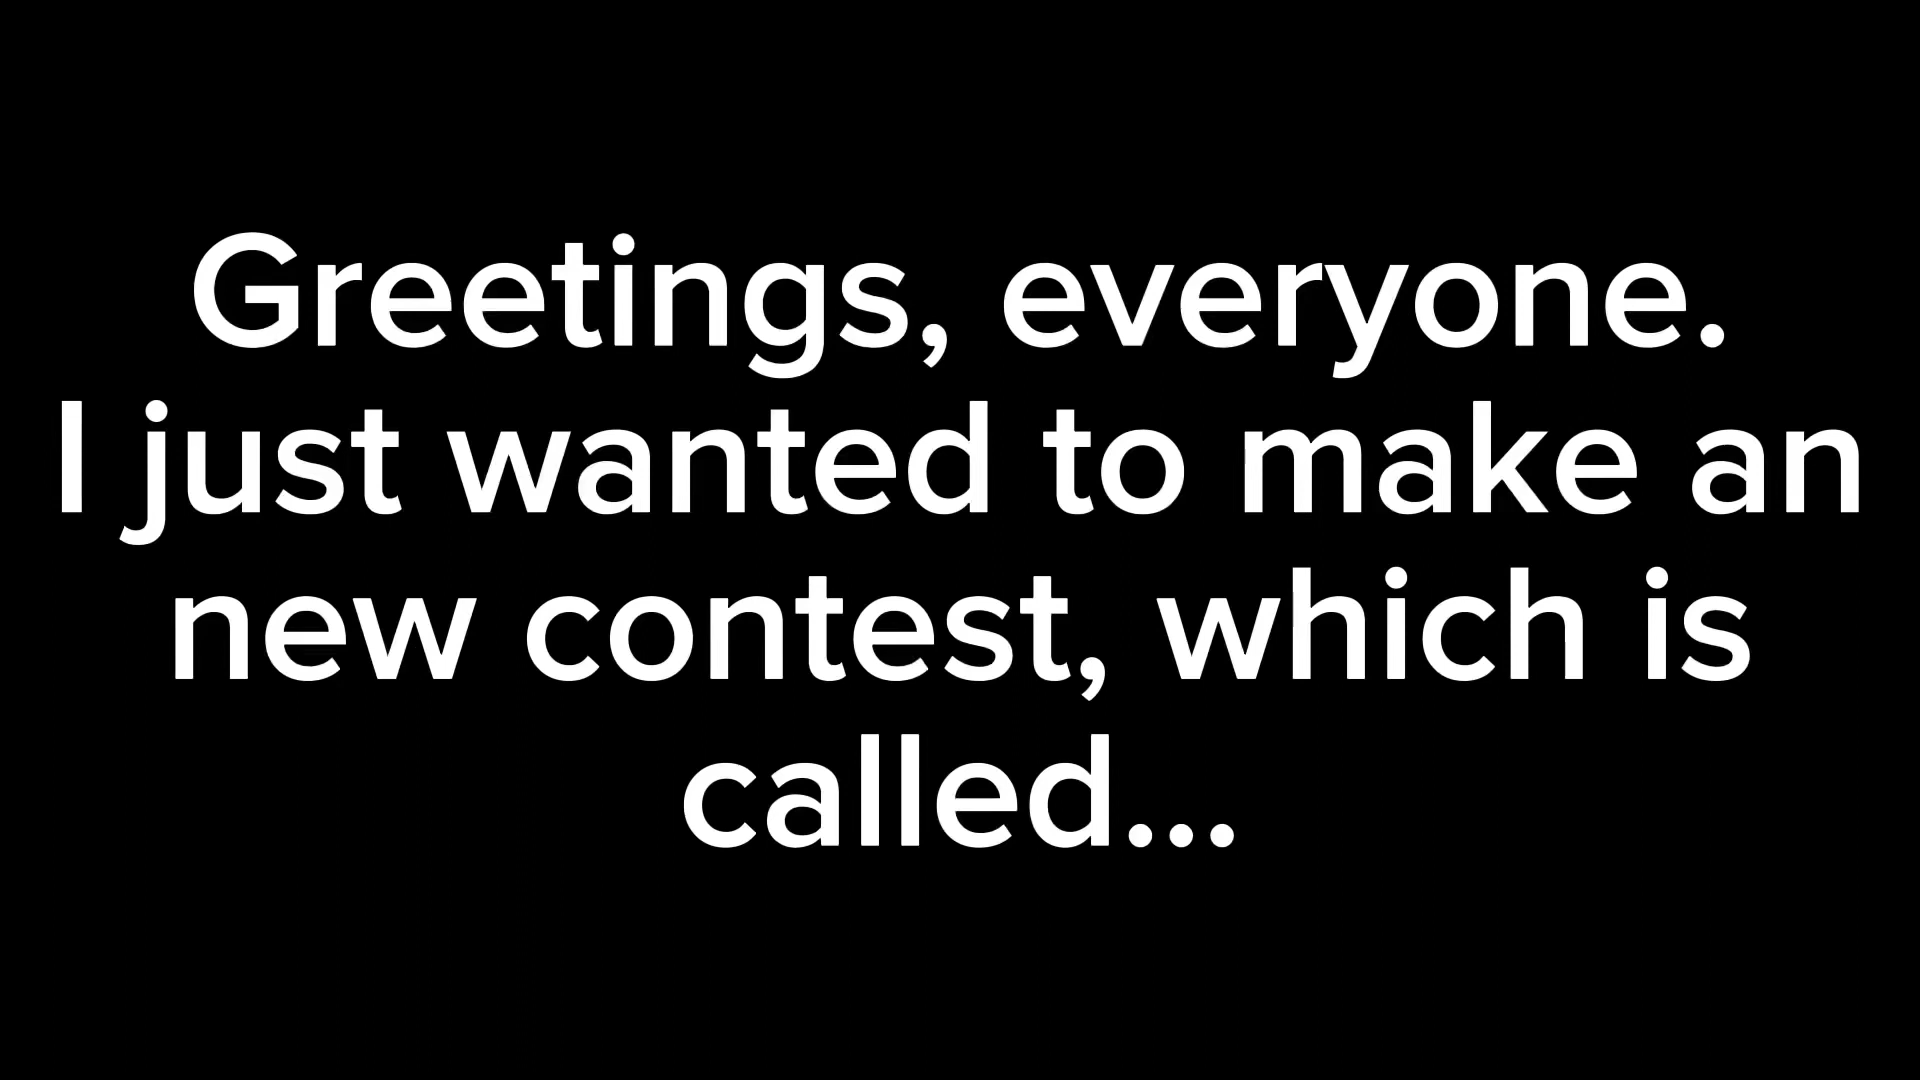 Greetings, everyone.
I just wanted to make an
new contest, which is
called...